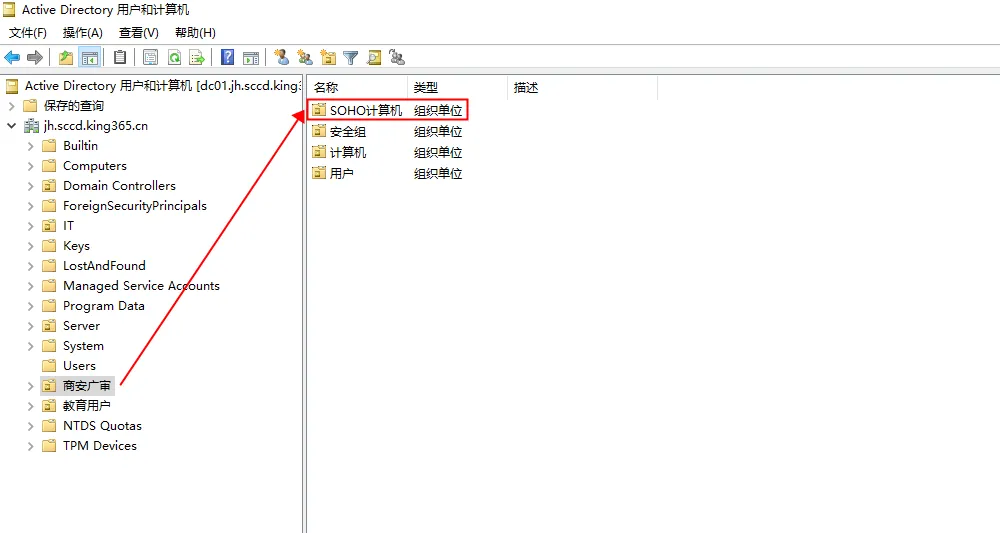 Active Directory 用户和计算机
文件(F) 操作(A) 查看(V) 帮助(H)
Active Directory 用户和计算机 [dc01.jh.sccd.king3
保存的查询
jh.sccd.king365.cn
Builtin
Computers
Domain Controllers
ForeignSecurityPrincipals
IT
Keys
LostAndFound
Managed Service Accounts
Program Data
Server
System
Users
商安广审
教育用户
NTDS Quotas
TPM Devices
名称 类型 描述
SOHO计算机 组织单位
安全组 组织单位
计算机 组织单位
用户 组织单位